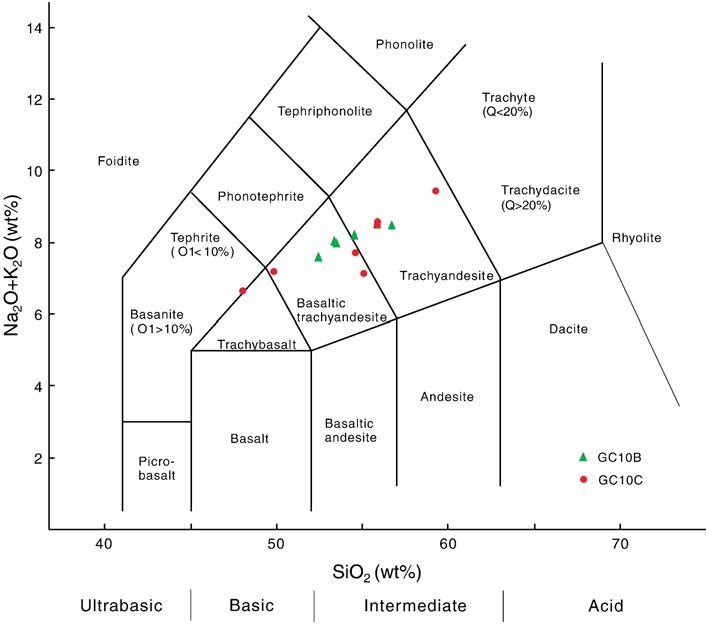 14
Phonolite
12
Trachyte
(Q<20%)
Tephriphonolite
10
Foidite
Phonotephrite
Trachydacite
(Q>20%)
8
Tephrite
( O1<10%)
Rhyolite
Na2O+K2O (wt%)
Trachyandesite
6
Basanite
( O1>10%)
Basaltic
trachyandesite
Dacite
Trachybasalt
4
Andesite
Basalt
Basaltic
andesite
2
Picro-
basalt
GC10B
GC10C
40 50 60 70
SiO2 (wt%)
Ultrabasic Basic Intermediate Acid